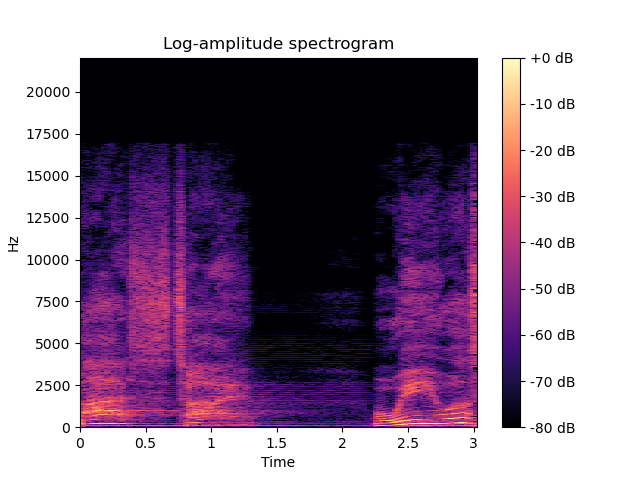 Log-amplitude spectrogram
+0 dB
20000
-10 dB
17500
-20 dB
15000
-30 dB
12500
Hz
10000
-40 dB
-50 dB
7500
-60 dB
5000
-70 dB
2500
0
-80 dB
0 0.5 1 1.5 2 2.5 3
Time